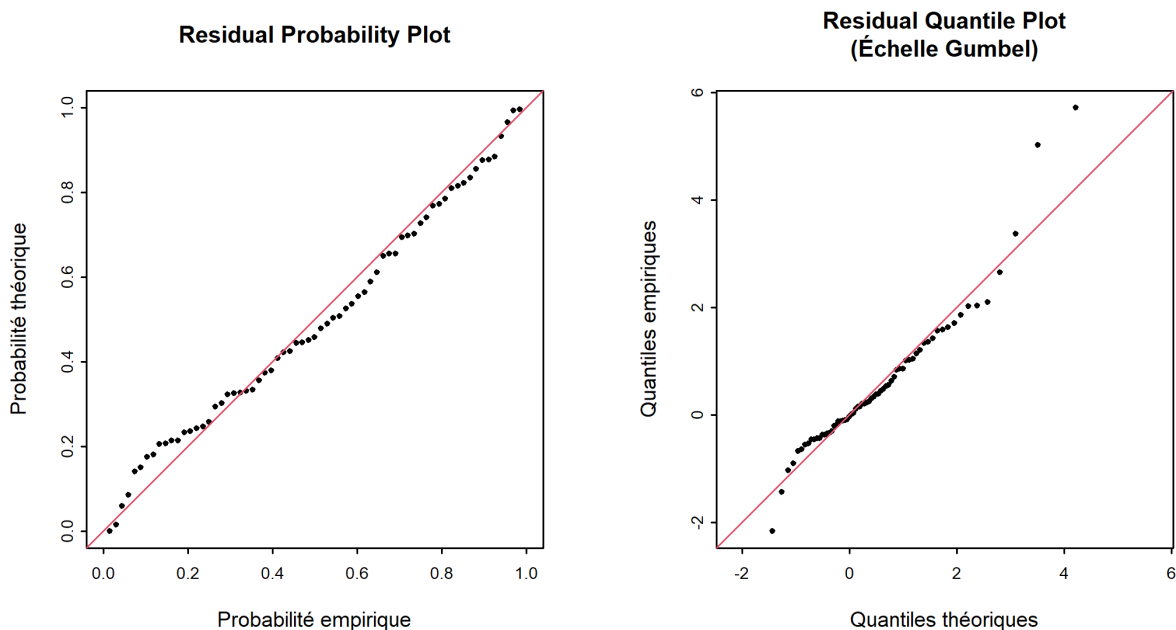 Residual Probability Plot
Probabilité théorique
0.0 0.2 0.4 0.6 0.8 1.0
0.0 0.2 0.4 0.6 0.8 1.0
Probabilité empirique
Residual Quantile Plot
(Échelle Gumbel)
Quantiles empiriques
-2 0 2 4 6
-2 0 2 4 6
Quantiles théoriques